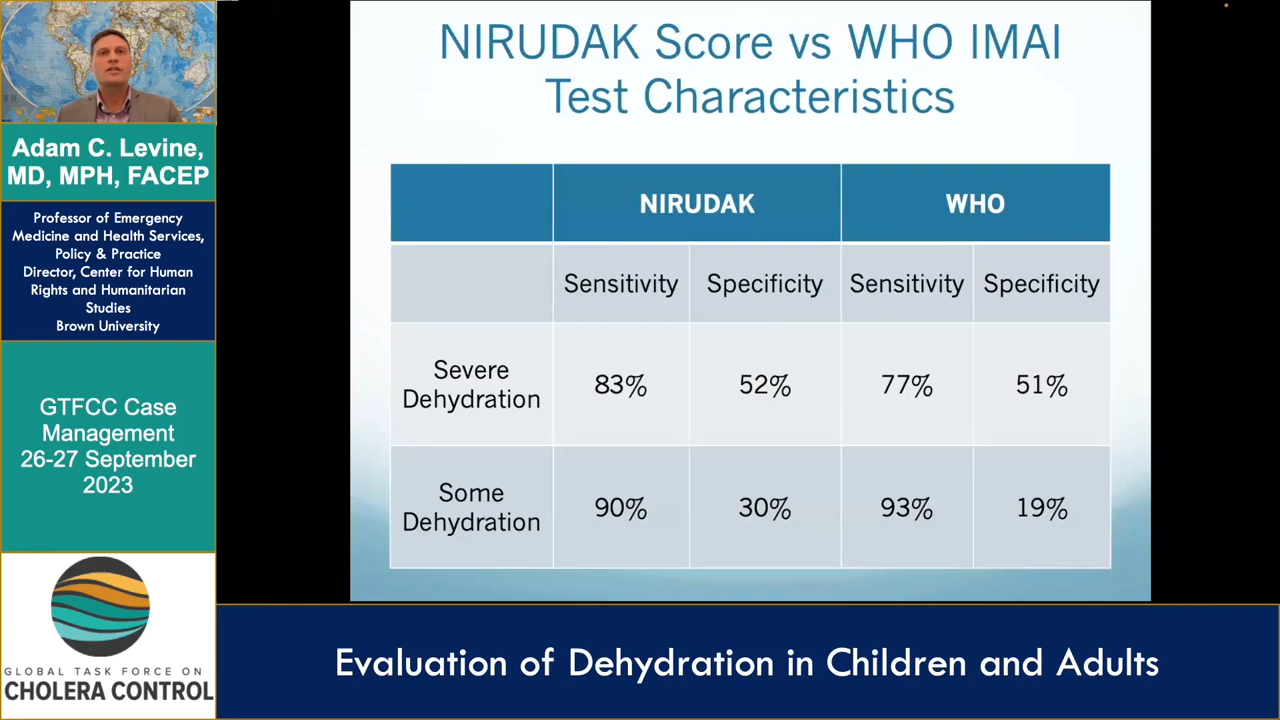 NIRUDAK Score vs WHO IMAI
Test Characteristics
NIRUDAK WHO
Sensitivity Specificity Sensitivity Specificity
Severe
Dehydration
83% 52% 77% 51%
Some
Dehydration
90% 30% 93% 19%
Adam C. Levine,
MD, MPH, FACEP
Professor of Emergency
Medicine and Health Services,
Policy & Practice
Director, Center for Human
Rights and Humanitarian
Studies
Brown University
GTFCC Case
Management
26-27 September
2023
GLOBAL TASK FORCE ON
CHOLERA CONTROL
Evaluation of Dehydration in Children and Adults